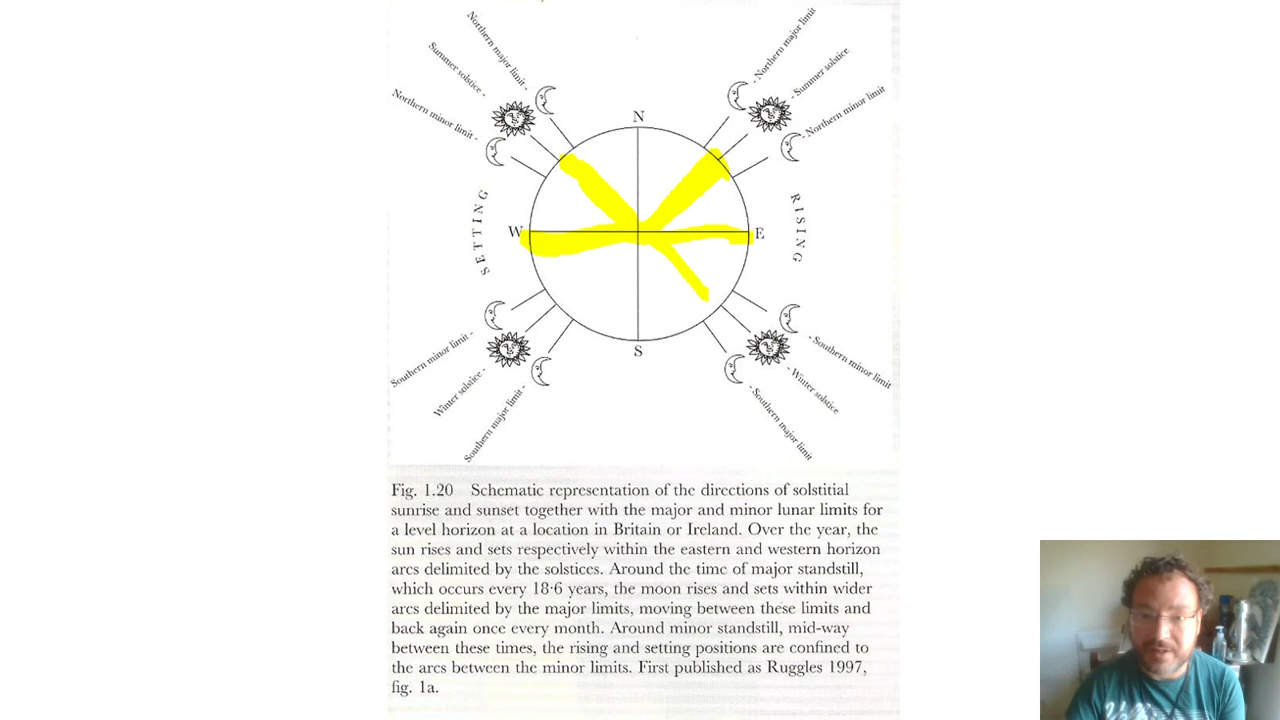 Northern major limit -
Summer solstice -
Northern minor limit -
- Northern major limit
- Summer solstice
- Northern minor limit
N
SETTING
W
E
RISING
S
Southern minor limit -
Winter solstice -
Southern major limit -
- Southern minor limit
- Winter solstice
- Southern major limit
Fig. 1.20 Schematic representation of the directions of solstitial
sunrise and sunset together with the major and minor lunar limits for
a level horizon at a location in Britain or Ireland. Over the year, the
sun rises and sets respectively within the eastern and western horizon
arcs delimited by the solstices. Around the time of major standstill,
which occurs every 18·6 years, the moon rises and sets within wider
arcs delimited by the major limits, moving between these limits and
back again once every month. Around minor standstill, mid-way
between these times, the rising and setting positions are confined to
the arcs between the minor limits. First published as Ruggles 1997,
fig. 1a.